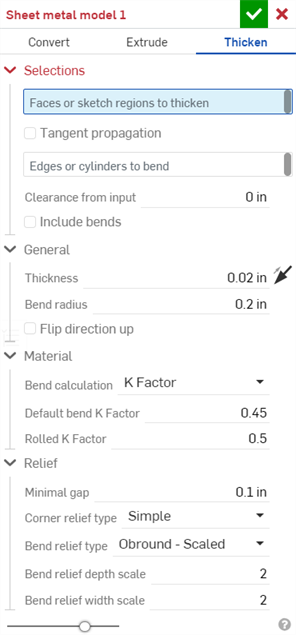 Sheet metal model 1
Convert Extrude Thicken
Selections
Faces or sketch regions to thicken
Tangent propagation
Edges or cylinders to bend
Clearance from input 0 in
Include bends
General
Thickness 0.02 in
Bend radius 0.2 in
Flip direction up
Material
Bend calculation K Factor
Default bend K Factor 0.45
Rolled K Factor 0.5
Relief
Minimal gap 0.1 in
Corner relief type Simple
Bend relief type Obround - Scaled
Bend relief depth scale 2
Bend relief width scale 2
?